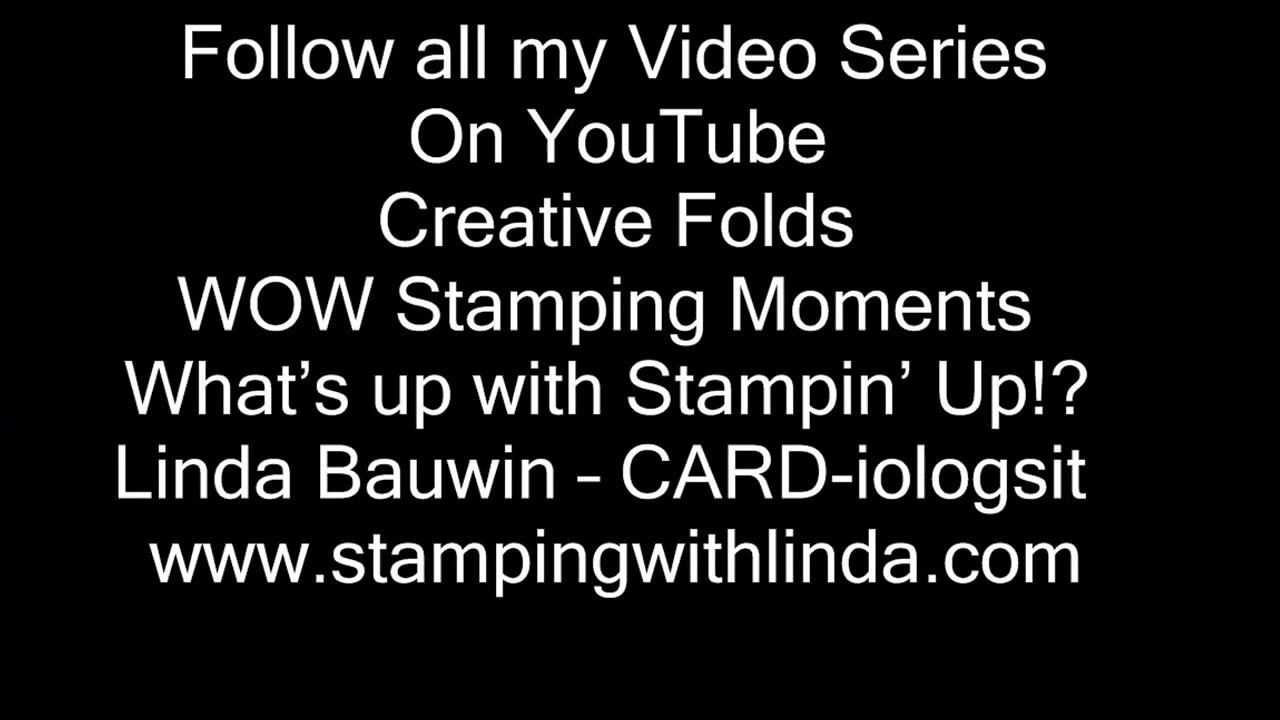 Follow all my Video Series
On YouTube
Creative Folds
WOW Stamping Moments
What’s up with Stampin’ Up!?
Linda Bauwin – CARD-iologsit
www.stampingwithlinda.com